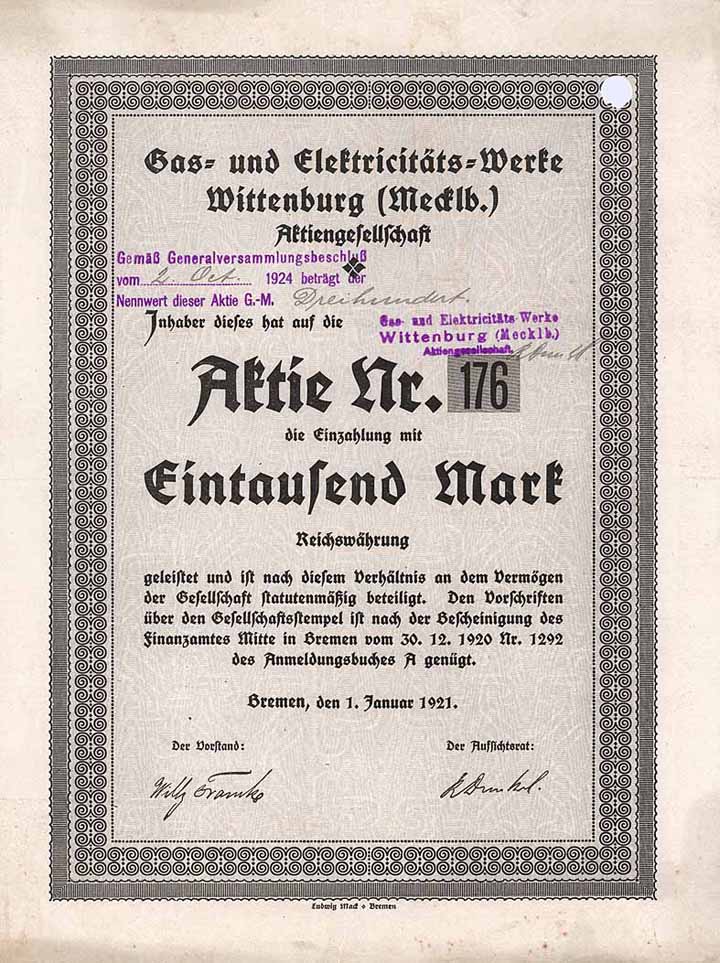 Gas- und Elektricitäts-Werke
Wittenburg (Mecklb.)
Aktiengesellschaft
Gemäß Generalversammlungsbeschluß
vom 2. Oct. 1924 beträgt der
Nennwert dieser Aktie G.-M. Dreihundert.
Inhaber dieses hat auf die
Gas- und Elektricitäts-Werke
Wittenburg (Mecklb.)
Aktiengesellschaft
Aktie Nr. 176
die Einzahlung mit
Eintausend Mark
Reichswährung
geleistet und ist nach diesem Verhältnis an dem Vermögen
der Gesellschaft statutenmäßig beteiligt. Den Vorschriften
über den Gesellschaftsstempel ist nach der Bescheinigung des
Finanzamtes Mitte in Bremen vom 30. 12. 1920 Nr. 1292
des Anmeldungsbuches A genügt.
Bremen, den 1. Januar 1921.
Der Vorstand:
Der Aufsichtsrat:
Willy Francke
Ludwig Mack + Bremen